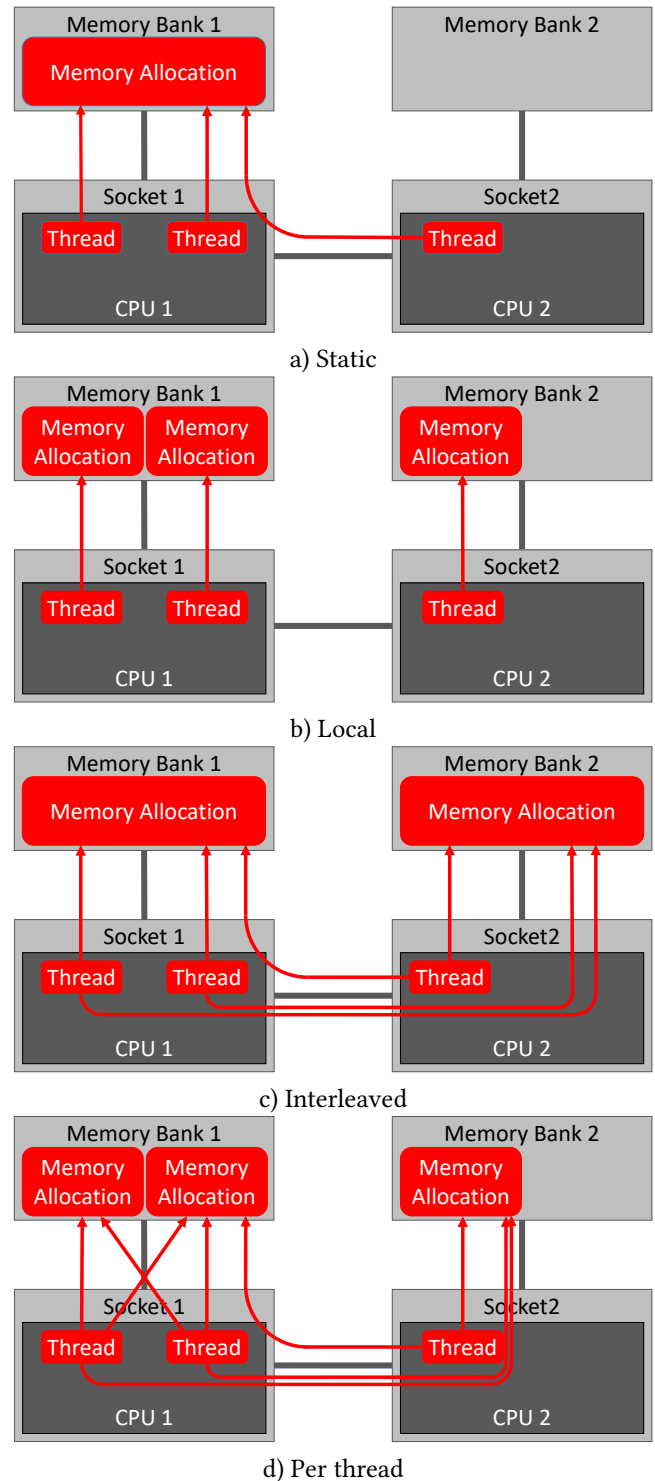 Memory Bank 1
Memory Bank 2
Memory Allocation
Socket 1
Socket2
Thread
Thread
Thread
CPU 1
CPU 2
a) Static
Memory Bank 1
Memory Bank 2
Memory
Allocation
Memory
Allocation
Memory
Allocation
Socket 1
Socket2
Thread
Thread
Thread
CPU 1
CPU 2
b) Local
Memory Bank 1
Memory Bank 2
Memory Allocation
Memory Allocation
Socket 1
Socket2
Thread
Thread
Thread
CPU 1
CPU 2
c) Interleaved
Memory Bank 1
Memory Bank 2
Memory
Allocation
Memory
Allocation
Memory
Allocation
Socket 1
Socket2
Thread
Thread
Thread
CPU 1
CPU 2
d) Per thread